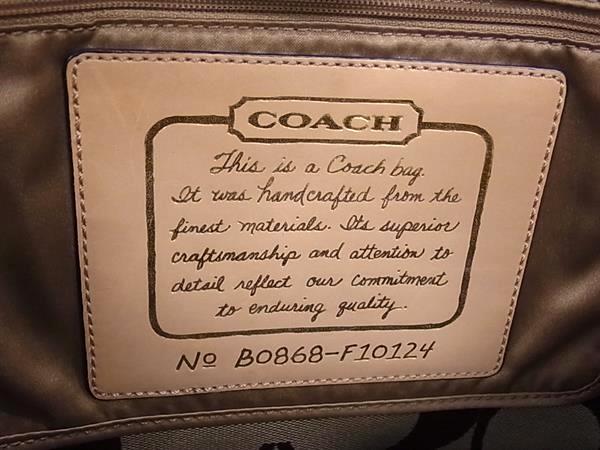 COACH
This is a Coach bag.
It was handcrafted from the
finest materials. Its superior
craftsmanship and attention to
detail reflect our commitment
to enduring quality.
Nº B0868-F10124